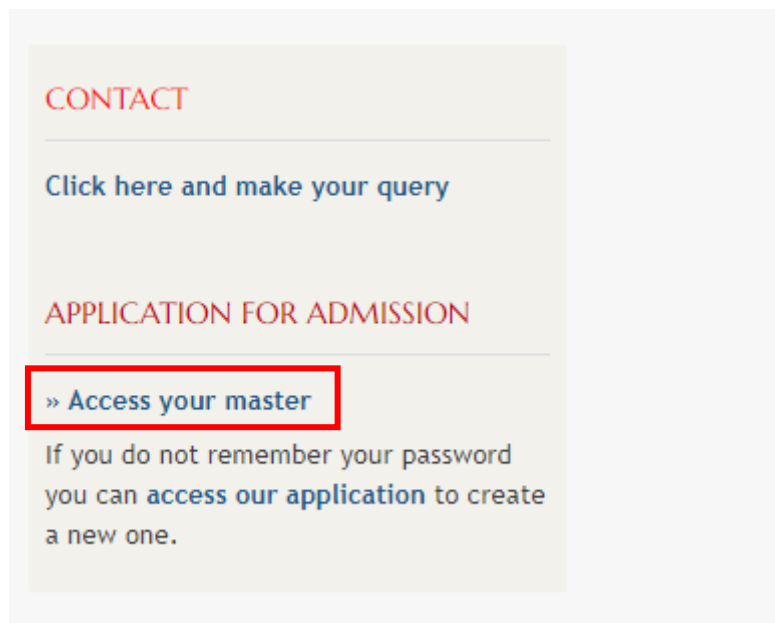 CONTACT
Click here and make your query
APPLICATION FOR ADMISSION
» Access your master
If you do not remember your password
you can access our application to create
a new one.